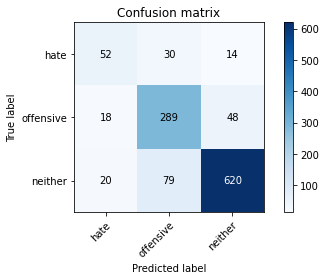 Confusion matrix
True label
hate 52 30 14
offensive 18 289 48
neither 20 79 620
hate offensive neither
Predicted label
600
500
400
300
200
100